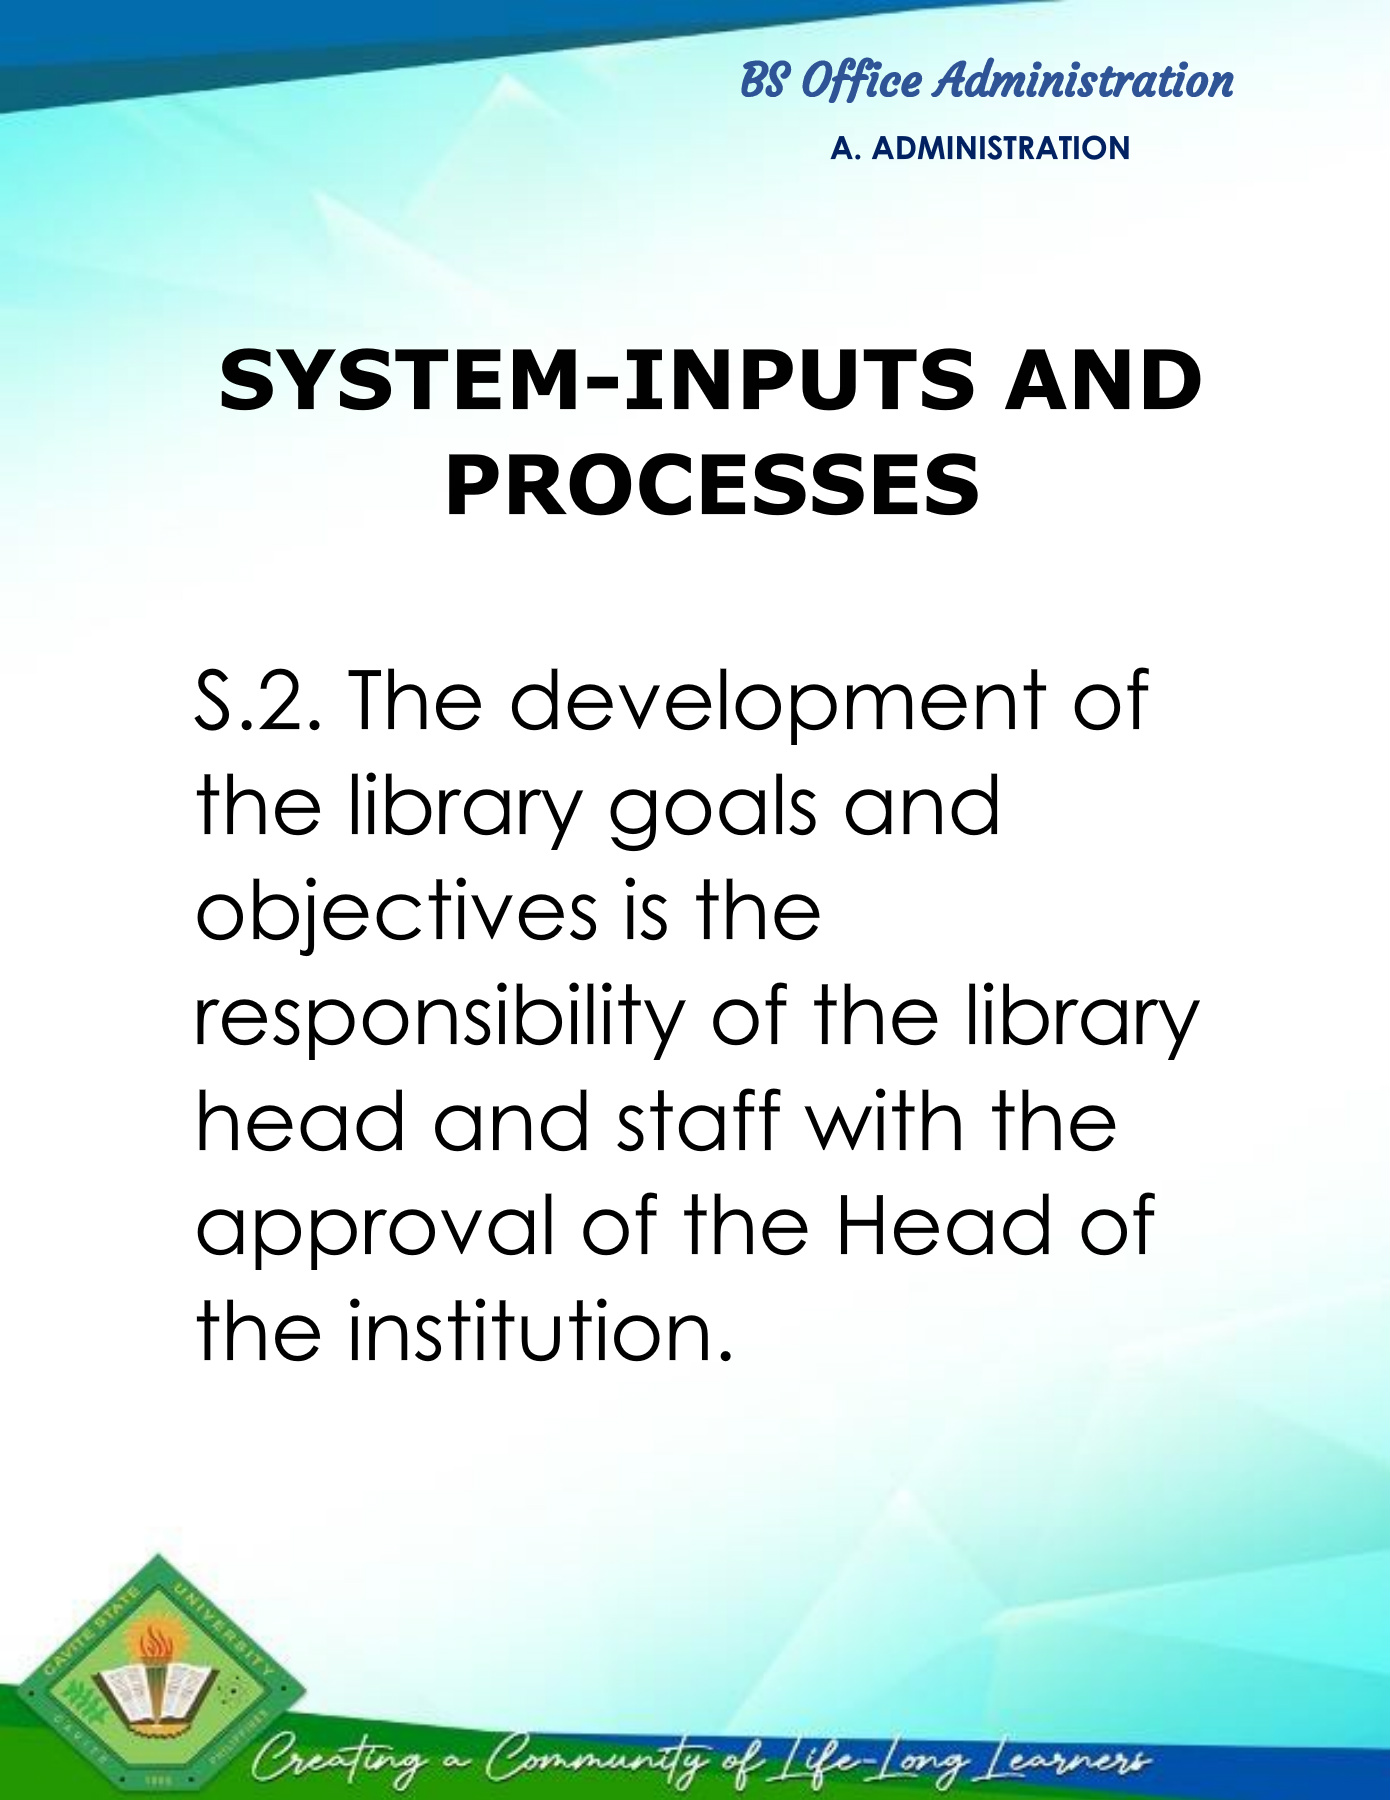 BS Office Administration
A. ADMINISTRATION
SYSTEM-INPUTS AND
PROCESSES
S.2. The development of
the library goals and
objectives is the
responsibility of the library
head and staff with the
approval of the Head of
the institution.
CAVITE STATE UNIVERSITY
CAVITE
PHILIPPINES
Creating a Community of Life-Long Learners